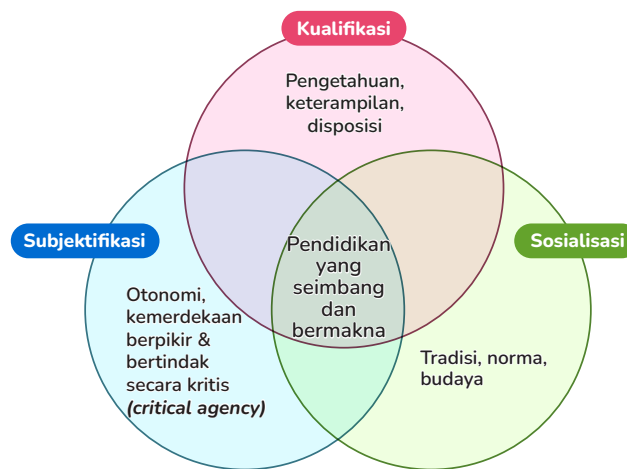 Kualifikasi
Pengetahuan,
keterampilan,
disposisi
Subjektifikasi
Sosialisasi
Pendidikan
yang
seimbang
dan
bermakna
Otonomi,
kemerdekaan
berpikir &
bertindak
secara kritis
(critical agency)
Tradisi, norma,
budaya